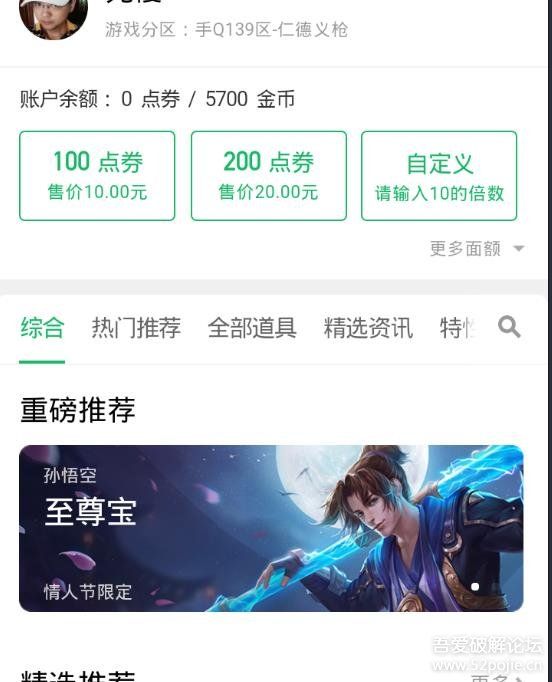 游戏分区：手Q139区-仁德义枪
账户余额：0 点券 / 5700 金币
100 点券
售价10.00元
200 点券
售价20.00元
自定义
请输入10的倍数
更多面额
综合
热门推荐
全部道具
精选资讯
特性
重磅推荐
孙悟空
至尊宝
情人节限定
吾爱破解论坛
www.52pojie.cn
精选推荐
更多